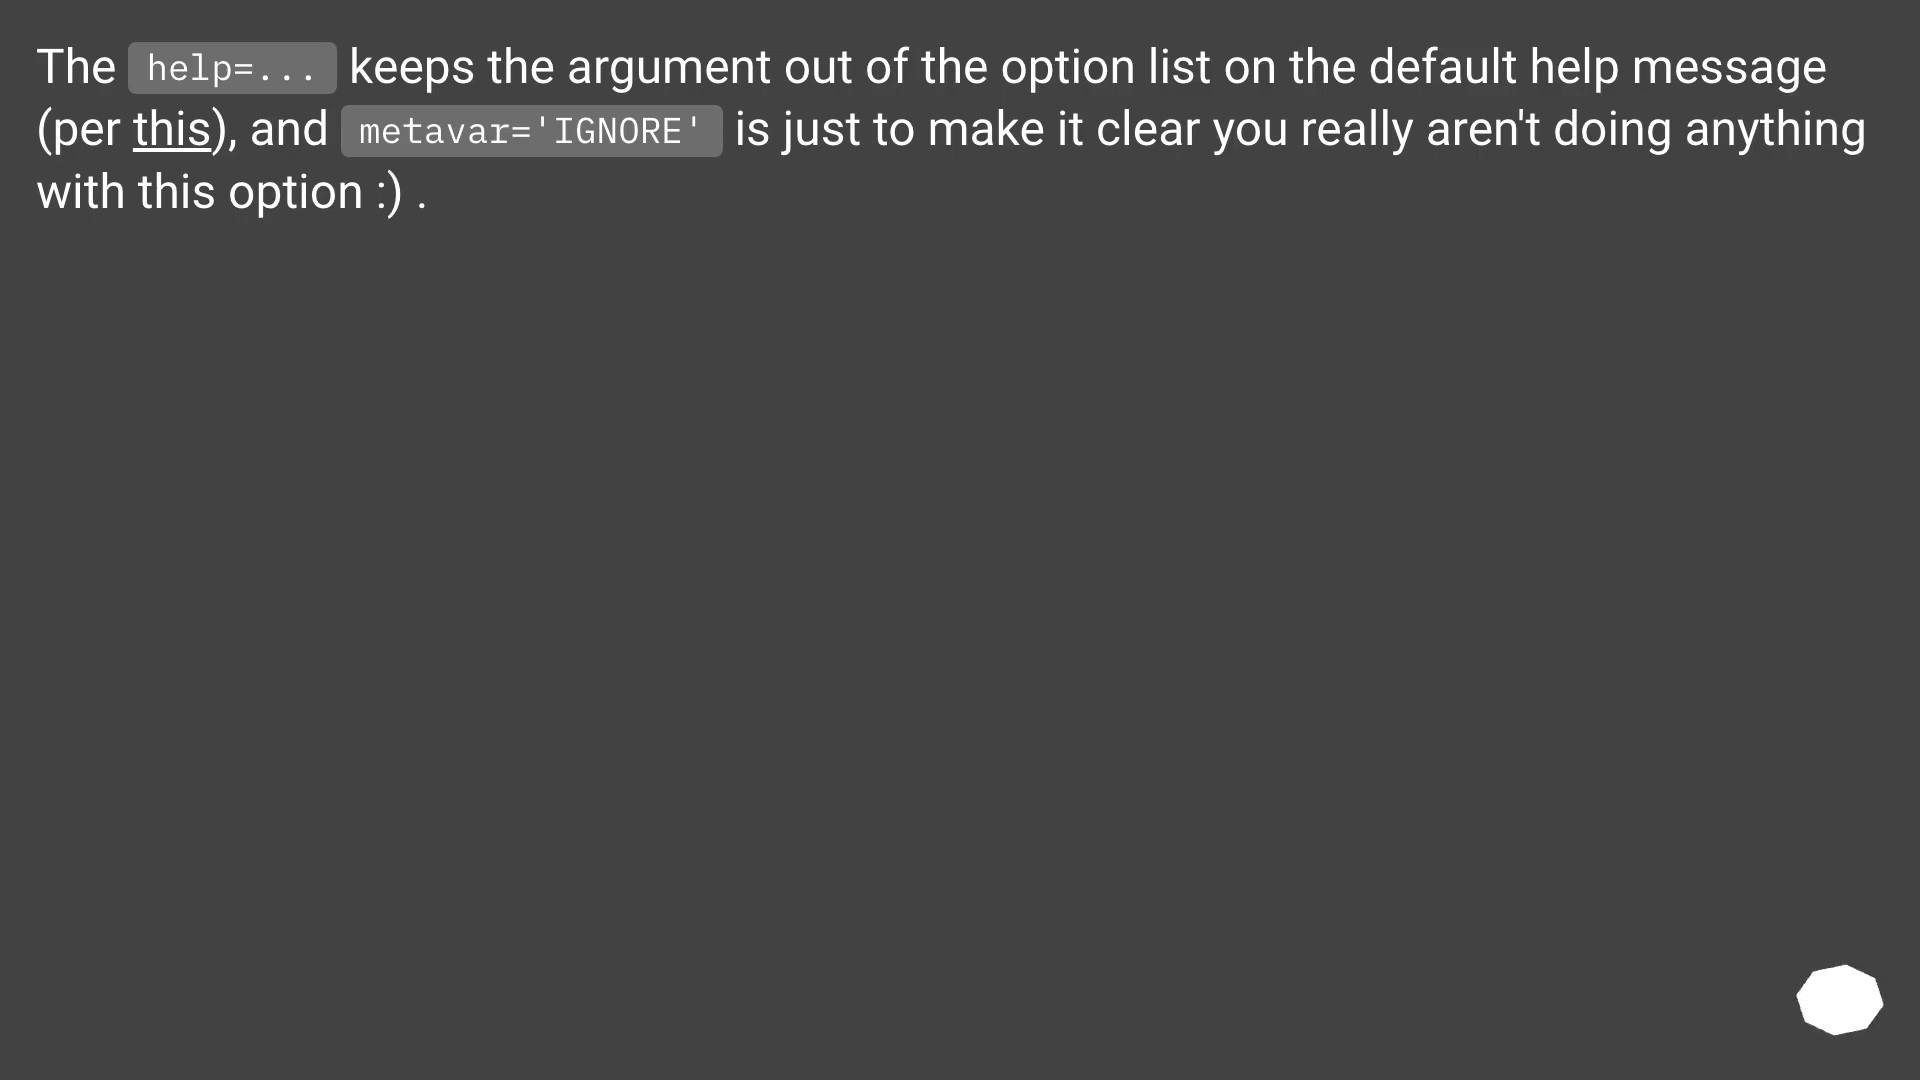 The help=... keeps the argument out of the option list on the default help message
(per this), and metavar='IGNORE' is just to make it clear you really aren't doing anything
with this option :) .